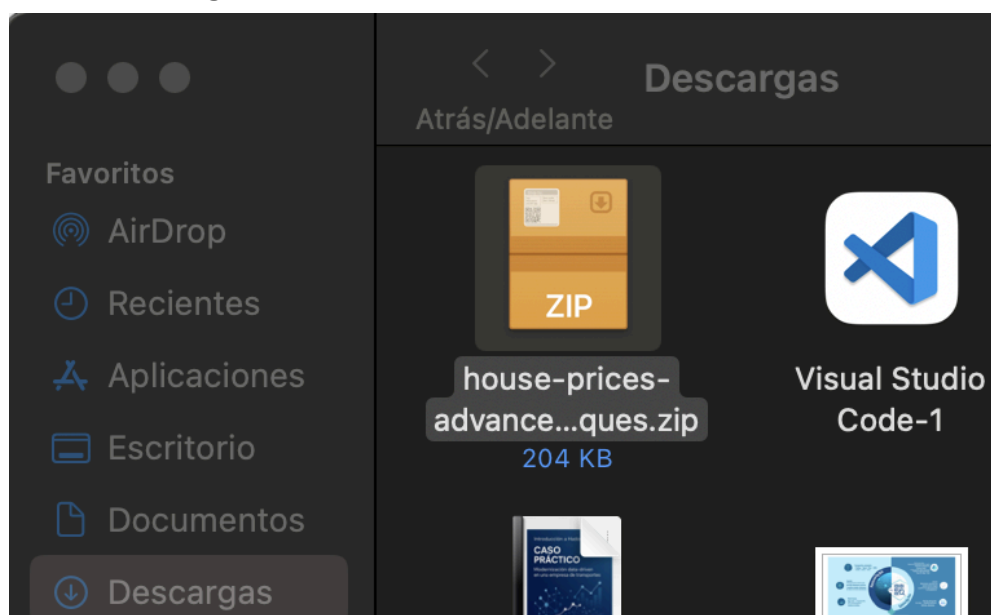 Descargas
Atrás/Adelante
Favoritos
AirDrop
Recientes
Aplicaciones
Escritorio
Documentos
Descargas
ZIP
house-prices-
advance...ques.zip
204 KB
Visual Studio
Code-1
CASO
PRÁCTICO